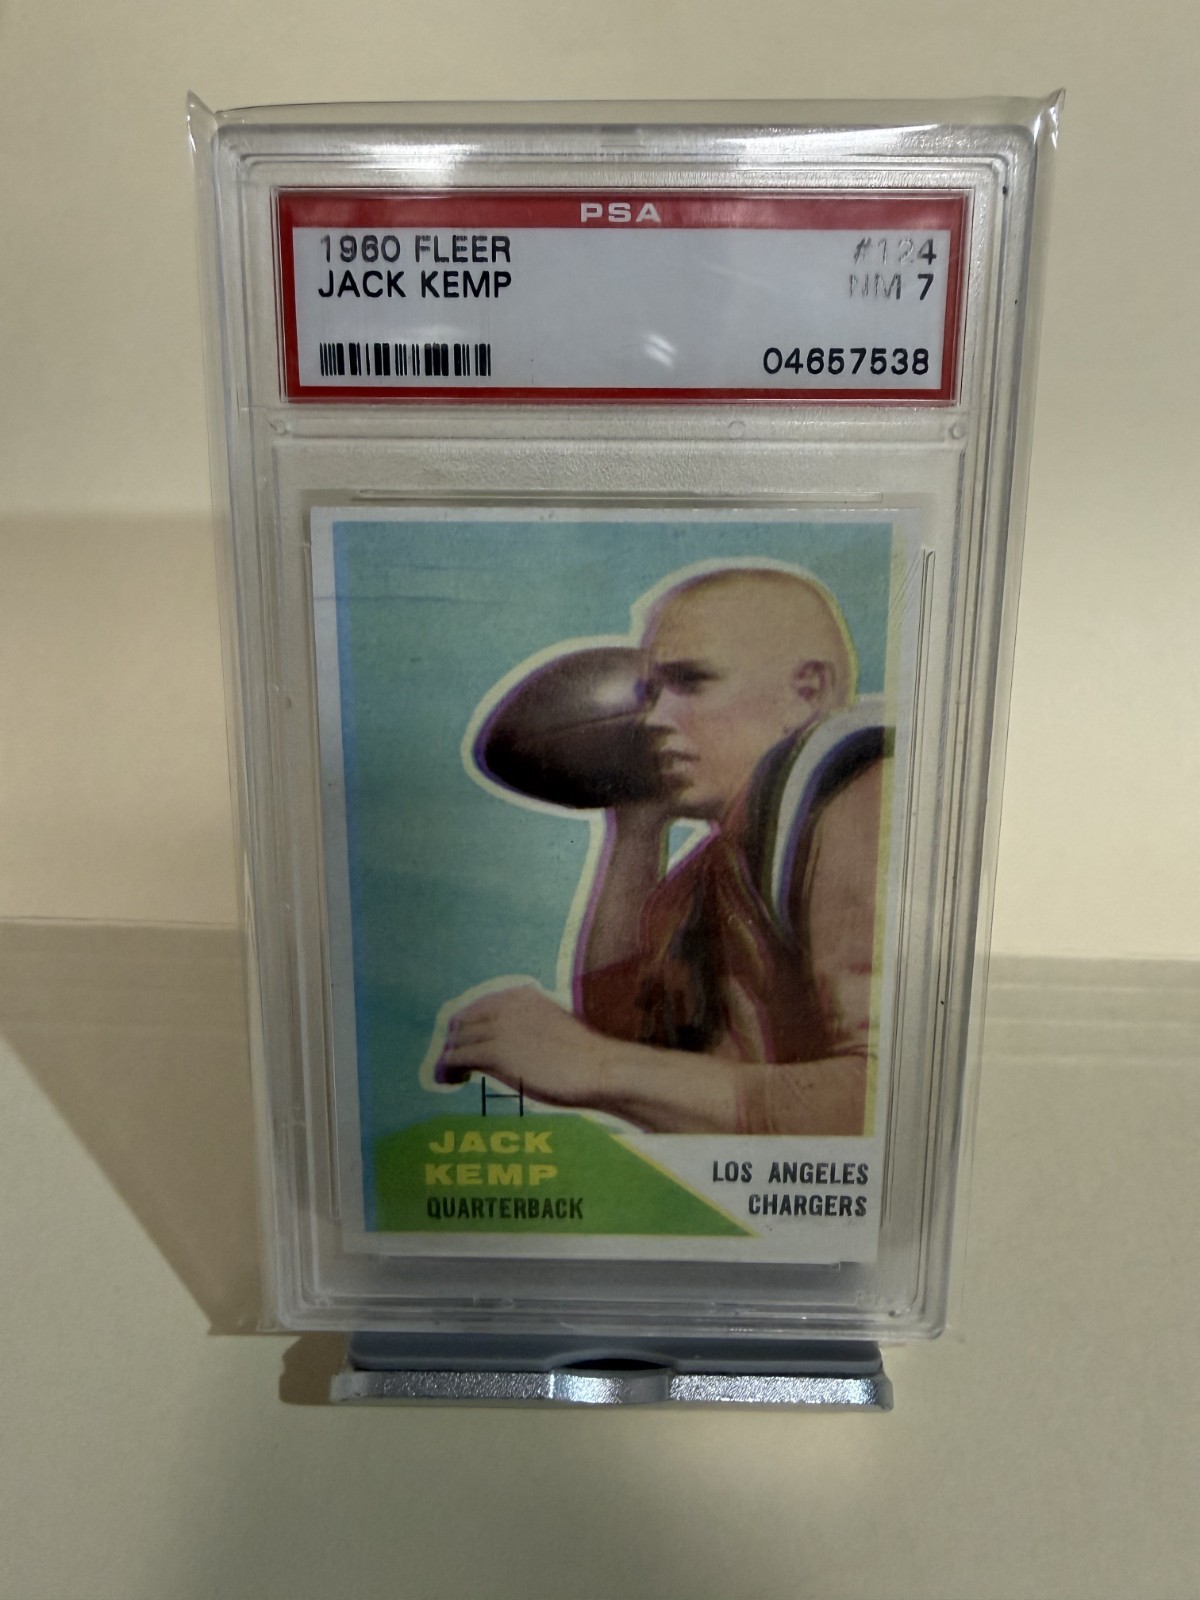 PSA
1960 FLEER #124
JACK KEMP NM 7
04657538
JACK
KEMP
QUARTERBACK
LOS ANGELES
CHARGERS